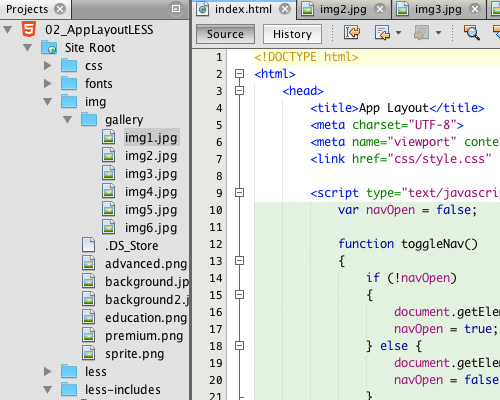 Projects
02_AppLayoutLESS
Site Root
css
fonts
img
gallery
img1.jpg
img2.jpg
img3.jpg
img4.jpg
img5.jpg
img6.jpg
.DS_Store
advanced.png
background.jp
background2.j
education.png
premium.png
sprite.png
less
less-includes
index.html
img2.jpg
img3.jpg
Source
History
1 <!DOCTYPE html>
2 <html>
3 <head>
4 <title>App Layout</title>
5 <meta charset="UTF-8">
6 <meta name="viewport" conte
7 <link href="css/style.css"
8
9 <script type="text/javascri
10 var navOpen = false;
11
12 function toggleNav()
13 {
14 if (!navOpen)
15 {
16 document.getElem
17 navOpen = true;
18 } else {
19 document.getElem
20 navOpen = false
21 }